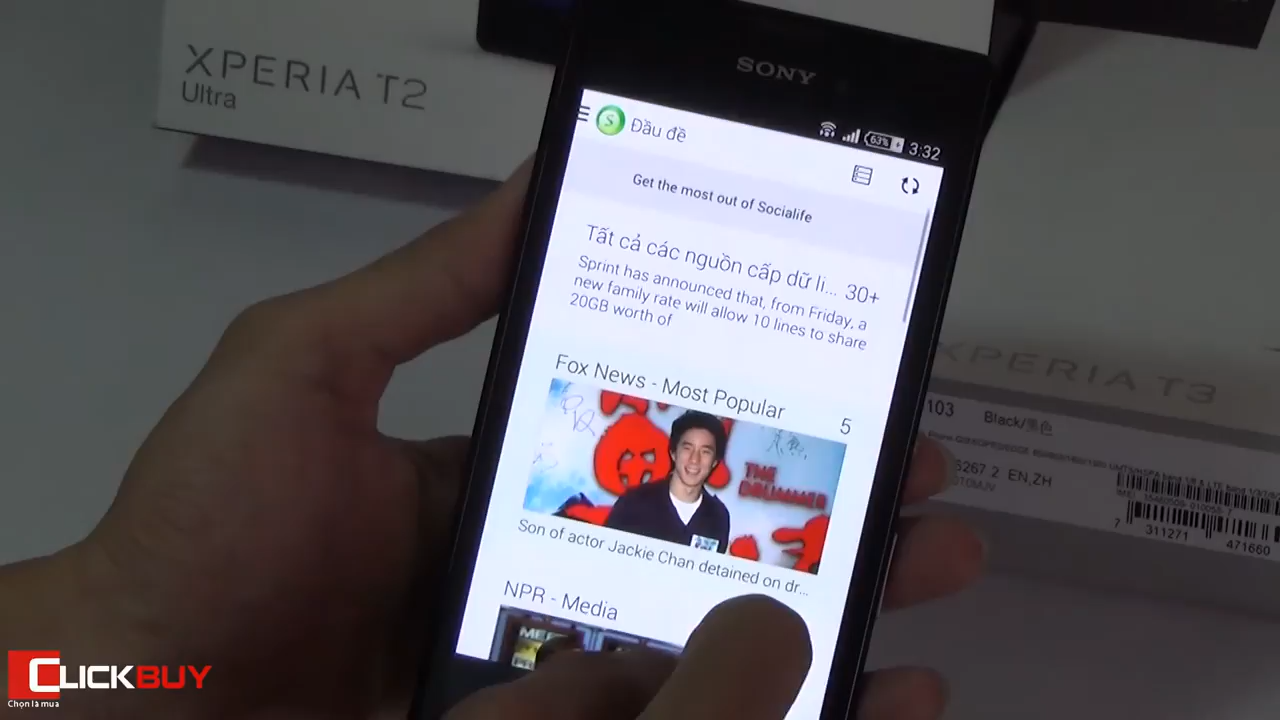 XPERIA T2
Ultra
SONY
63%
3:32
S Đầu đề
Get the most out of Socialife
Tất cả các nguồn cấp dữ li... 30+
Sprint has announced that, from Friday, a
new family rate will allow 10 lines to share
20GB worth of
Fox News - Most Popular
5
THE
DRUMMER
Son of actor Jackie Chan detained on dr...
NPR - Media
XPERIA T3
103
Black/黑色
6267 2 EN,ZH
7 311271 471660
CLICKBUY
Chọn là mua